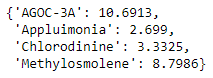 {'AGOC-3A': 10.6913,
'Appluimonia': 2.699,
'Chlorodinine': 3.3325,
'Methylosmolene': 8.7986}